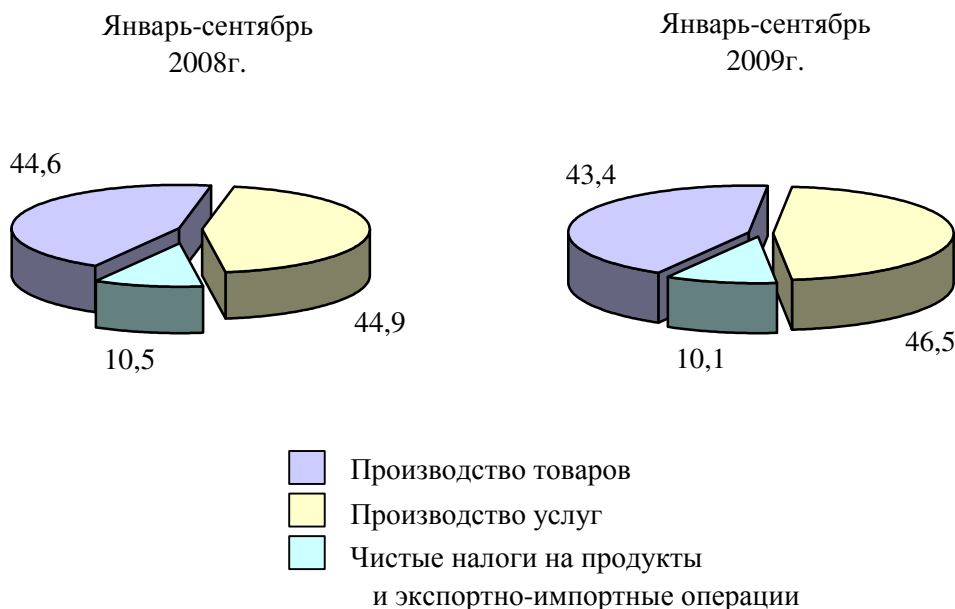 Январь-сентябрь
2008г.
Январь-сентябрь
2009г.
44,6
44,9
10,5
43,4
46,5
10,1
Производство товаров
Производство услуг
Чистые налоги на продукты
и экспортно-импортные операции